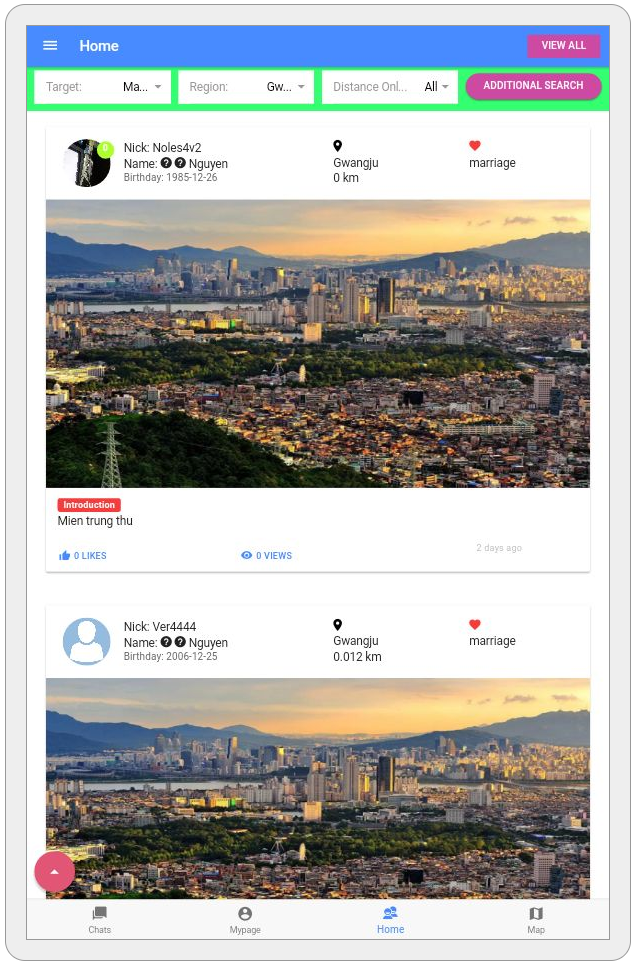 Home
VIEW ALL
Target: Ma...
Region: Gw...
Distance Onl... All
ADDITIONAL SEARCH
0
Nick: Noles4v2
Name: ? ? Nguyen
Birthday: 1985-12-26
Gwangju
0 km
marriage
Introduction
Mien trung thu
0 LIKES
0 VIEWS
2 days ago
Nick: Ver4444
Name: ? ? Nguyen
Birthday: 2006-12-25
Gwangju
0.012 km
marriage
Chats
Mypage
Home
Map